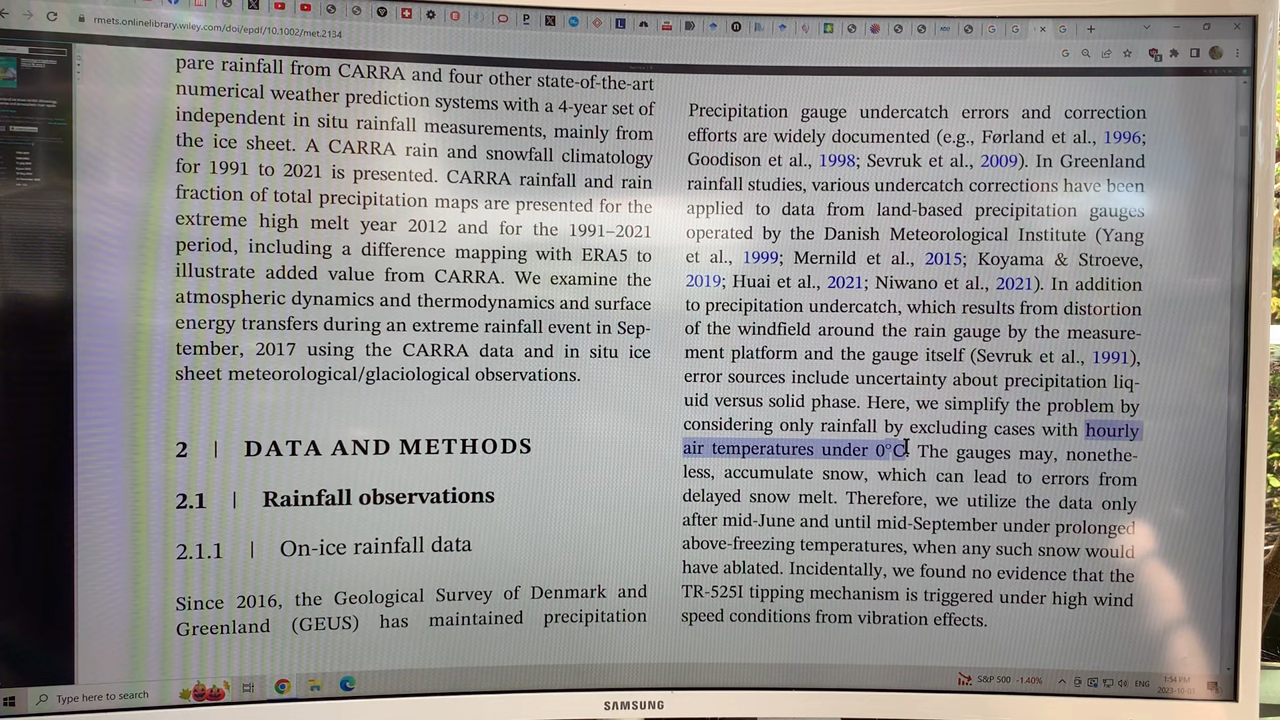 rmets.onlinelibrary.wiley.com/doi/epdf/10.1002/met.2134
pare rainfall from CARRA and four other state-of-the-art
numerical weather prediction systems with a 4-year set of
independent in situ rainfall measurements, mainly from
the ice sheet. A CARRA rain and snowfall climatology
for 1991 to 2021 is presented. CARRA rainfall and rain
fraction of total precipitation maps are presented for the
extreme high melt year 2012 and for the 1991–2021
period, including a difference mapping with ERA5 to
illustrate added value from CARRA. We examine the
atmospheric dynamics and thermodynamics and surface
energy transfers during an extreme rainfall event in Sep-
tember, 2017 using the CARRA data and in situ ice
sheet meteorological/glaciological observations.
2 | DATA AND METHODS
2.1 | Rainfall observations
2.1.1 | On-ice rainfall data
Since 2016, the Geological Survey of Denmark and
Greenland (GEUS) has maintained precipitation
Precipitation gauge undercatch errors and correction
efforts are widely documented (e.g., Førland et al., 1996;
Goodison et al., 1998; Sevruk et al., 2009). In Greenland
rainfall studies, various undercatch corrections have been
applied to data from land-based precipitation gauges
operated by the Danish Meteorological Institute (Yang
et al., 1999; Mernild et al., 2015; Koyama & Stroeve,
2019; Huai et al., 2021; Niwano et al., 2021). In addition
to precipitation undercatch, which results from distortion
of the windfield around the rain gauge by the measure-
ment platform and the gauge itself (Sevruk et al., 1991),
error sources include uncertainty about precipitation liq-
uid versus solid phase. Here, we simplify the problem by
considering only rainfall by excluding cases with hourly
air temperatures under 0°C. The gauges may, nonethe-
less, accumulate snow, which can lead to errors from
delayed snow melt. Therefore, we utilize the data only
after mid-June and until mid-September under prolonged
above-freezing temperatures, when any such snow would
have ablated. Incidentally, we found no evidence that the
TR-525I tipping mechanism is triggered under high wind
speed conditions from vibration effects.
Type here to search
S&P 500 -1.40%
ENG
1:54 PM
SAMSUNG